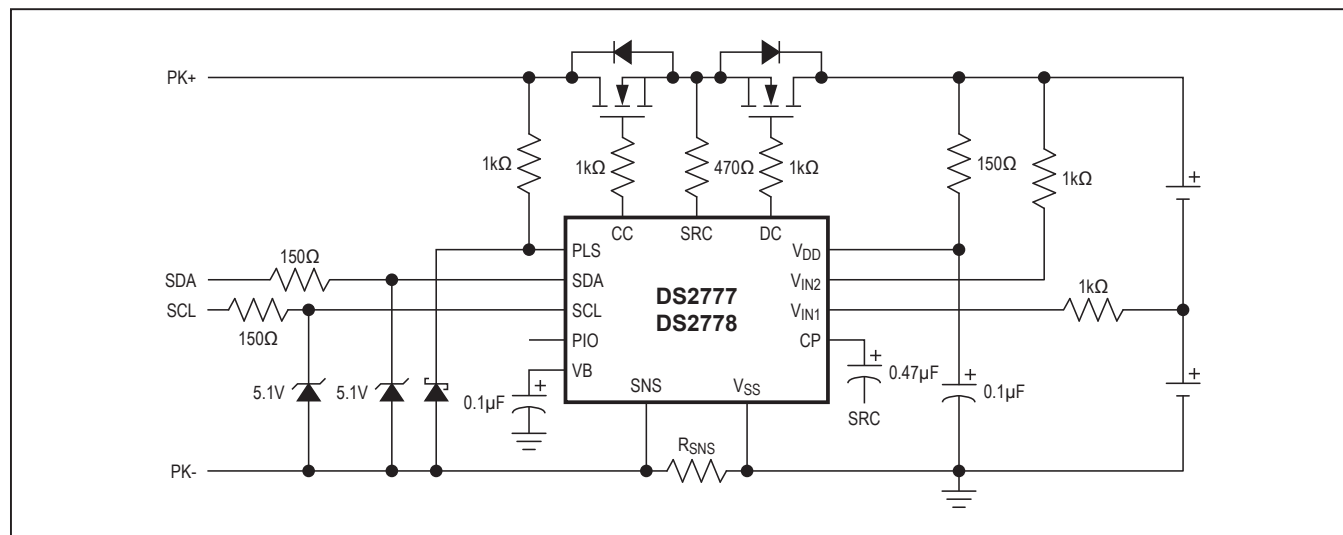 PK+
1kΩ
1kΩ
470Ω
1kΩ
150Ω
1kΩ
+
CC
SRC
DC
PLS
SDA
SCL
PIO
VB
DS2777
DS2778
VDD
VIN2
VIN1
CP
SNS
VSS
SDA
150Ω
SCL
150Ω
1kΩ
5.1V
5.1V
0.1µF
+
+
0.47µF
SRC
+
0.1µF
+
RSNS
PK-